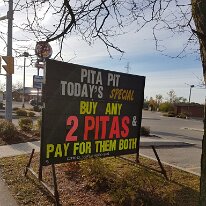 PITA PIT
TODAY'S SPECIAL
BUY ANY
2 PITAS &
PAY FOR THEM BOTH